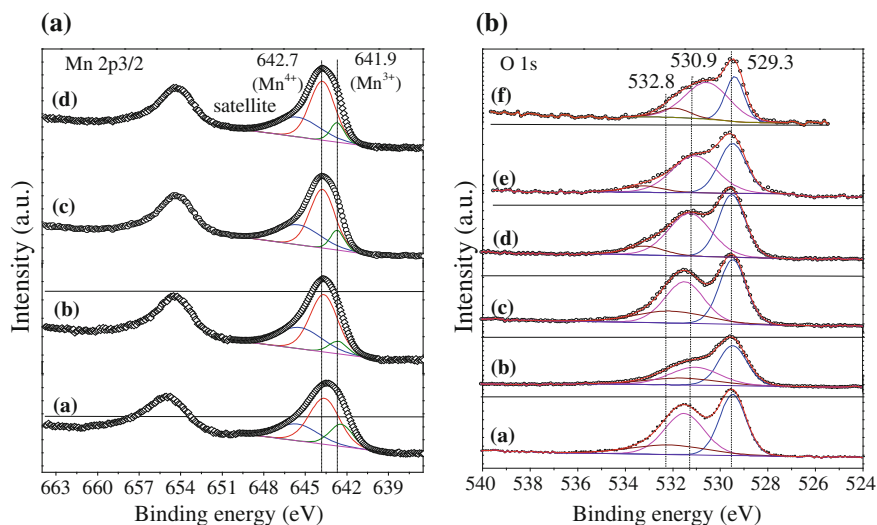 (a)
Mn 2p3/2
642.7
(Mn4+)
641.9
(Mn3+)
satellite
(d)
(c)
(b)
(a)
Intensity (a.u.)
663 660 657 654 651 648 645 642 639
Binding energy (eV)
(b)
O 1s
532.8
530.9
529.3
(f)
(e)
(d)
(c)
(b)
(a)
Intensity (a.u.)
540 538 536 534 532 530 528 526 524
Binding energy (eV)